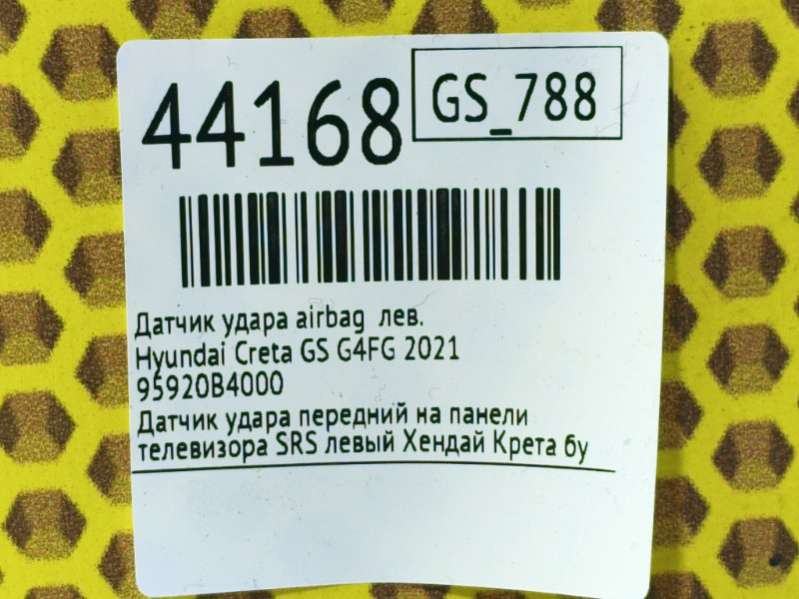 44168
GS_788
Датчик удара airbag лев.
Hyundai Creta GS G4FG 2021
95920B4000
Датчик удара передний на панели
телевизора SRS левый Хендай Крета бу